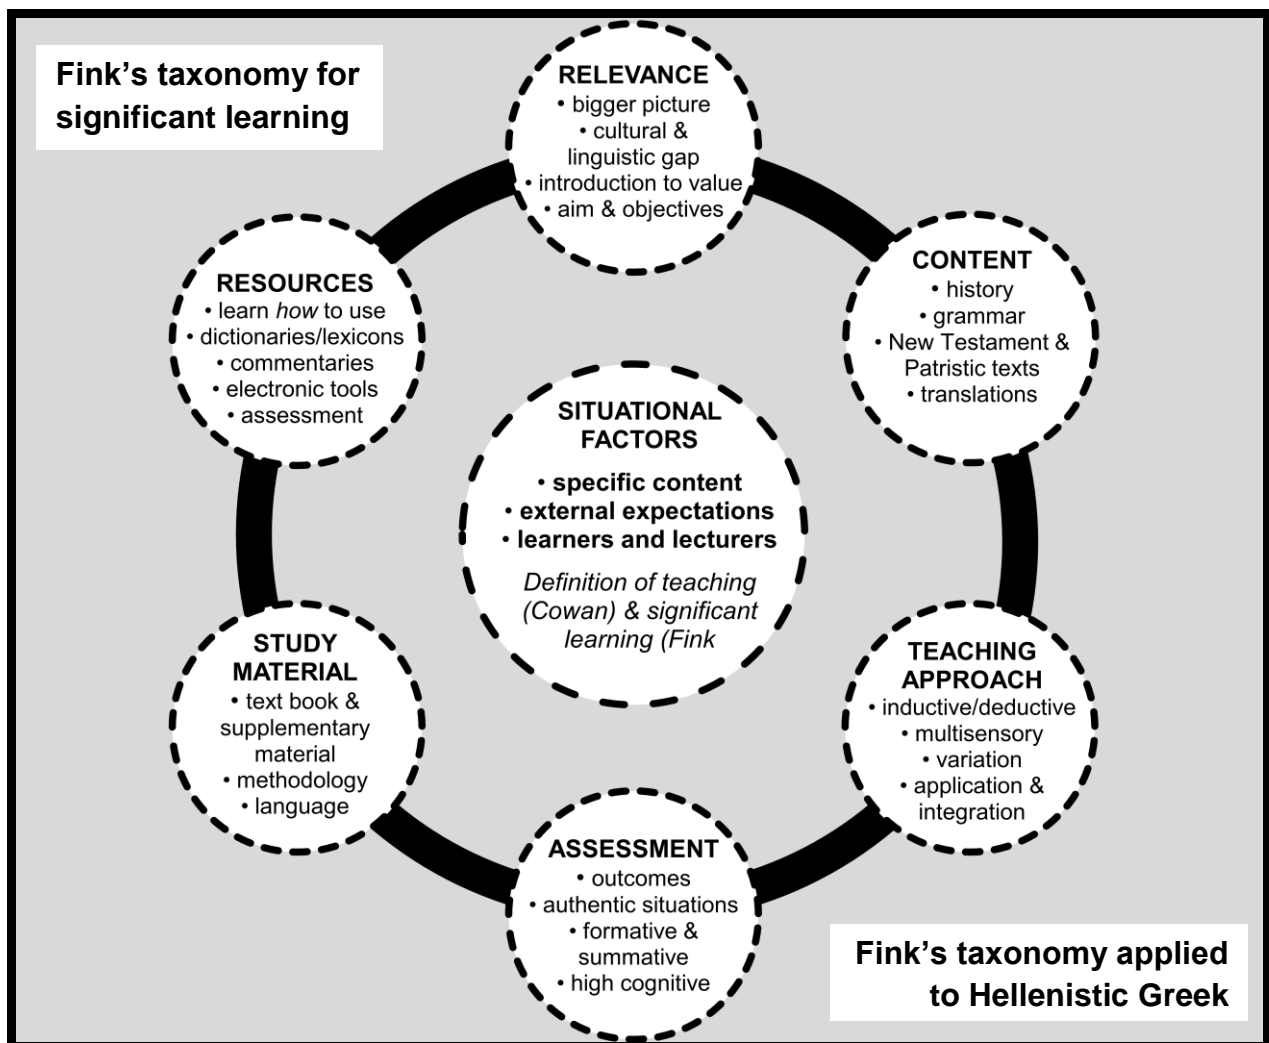 Fink's taxonomy for
significant learning
RELEVANCE
• bigger picture
• cultural &
linguistic gap
• introduction to value
• aim & objectives
CONTENT
• history
• grammar
• New Testament &
Patristic texts
• translations
TEACHING
APPROACH
• inductive/deductive
• multisensory
• variation
• application &
integration
ASSESSMENT
• outcomes
• authentic situations
• formative &
summative
• high cognitive
STUDY
MATERIAL
• text book &
supplementary
material
• methodology
• language
RESOURCES
• learn how to use
• dictionaries/lexicons
• commentaries
• electronic tools
• assessment
SITUATIONAL
FACTORS
• specific content
• external expectations
• learners and lecturers
Definition of teaching
(Cowan) & significant
learning (Fink
Fink's taxonomy applied
to Hellenistic Greek